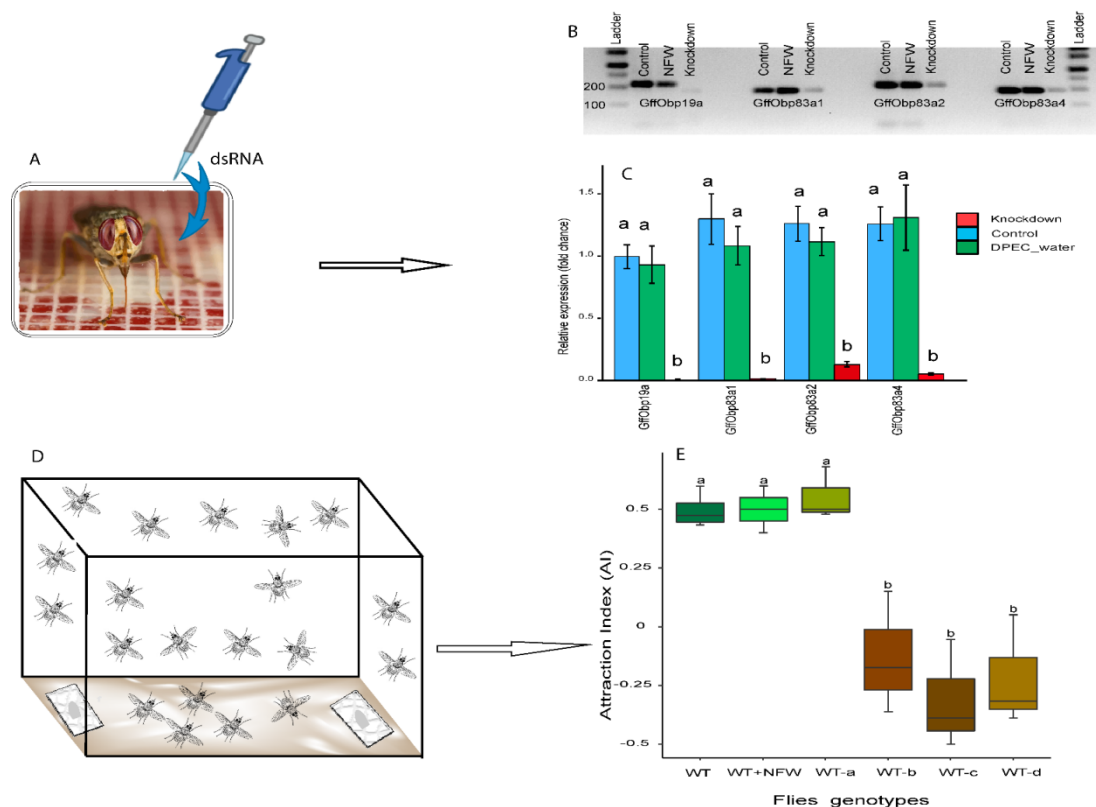 A
dsRNA
B
Ladder
Control
NFW
Knockdown
Control
NFW
Knockdown
Control
NFW
Knockdown
Control
NFW
Knockdown
Ladder
200
100
GffObp19a
GffObp83a1
GffObp83a2
GffObp83a4
C
Relative expression (fold chance)
1.5
1.0
0.5
0.0
a a b
a a b
a a b
a a b
Knockdown
Control
DPEC_water
GffObp19a
GffObp83a1
GffObp83a2
GffObp83a4
D
E
Attraction Index (AI)
0.5
0.25
0
-0.25
-0.5
a a a b b b
WT WT+NFW WT-a WT-b WT-c WT-d
Flies genotypes